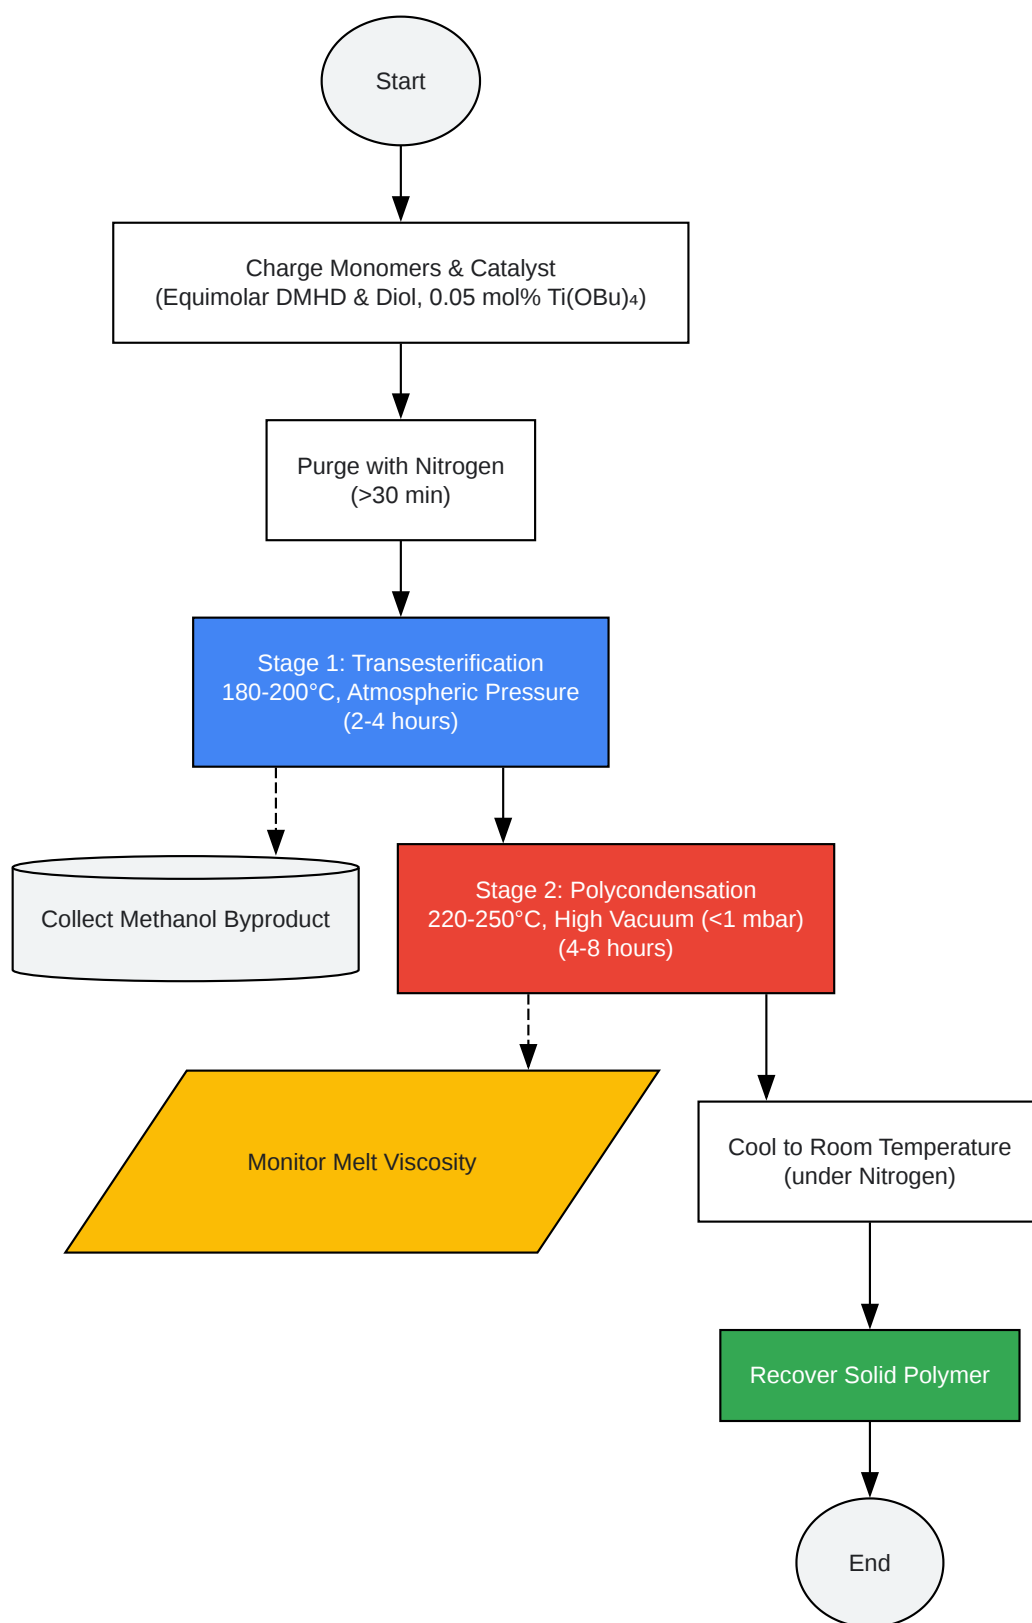 Start
Charge Monomers & Catalyst
(Equimolar DMHD & Diol, 0.05 mol% Ti(OBu)₄)
Purge with Nitrogen
(>30 min)
Stage 1: Transesterification
180-200°C, Atmospheric Pressure
(2-4 hours)
Collect Methanol Byproduct
Stage 2: Polycondensation
220-250°C, High Vacuum (<1 mbar)
(4-8 hours)
Monitor Melt Viscosity
Cool to Room Temperature
(under Nitrogen)
Recover Solid Polymer
End